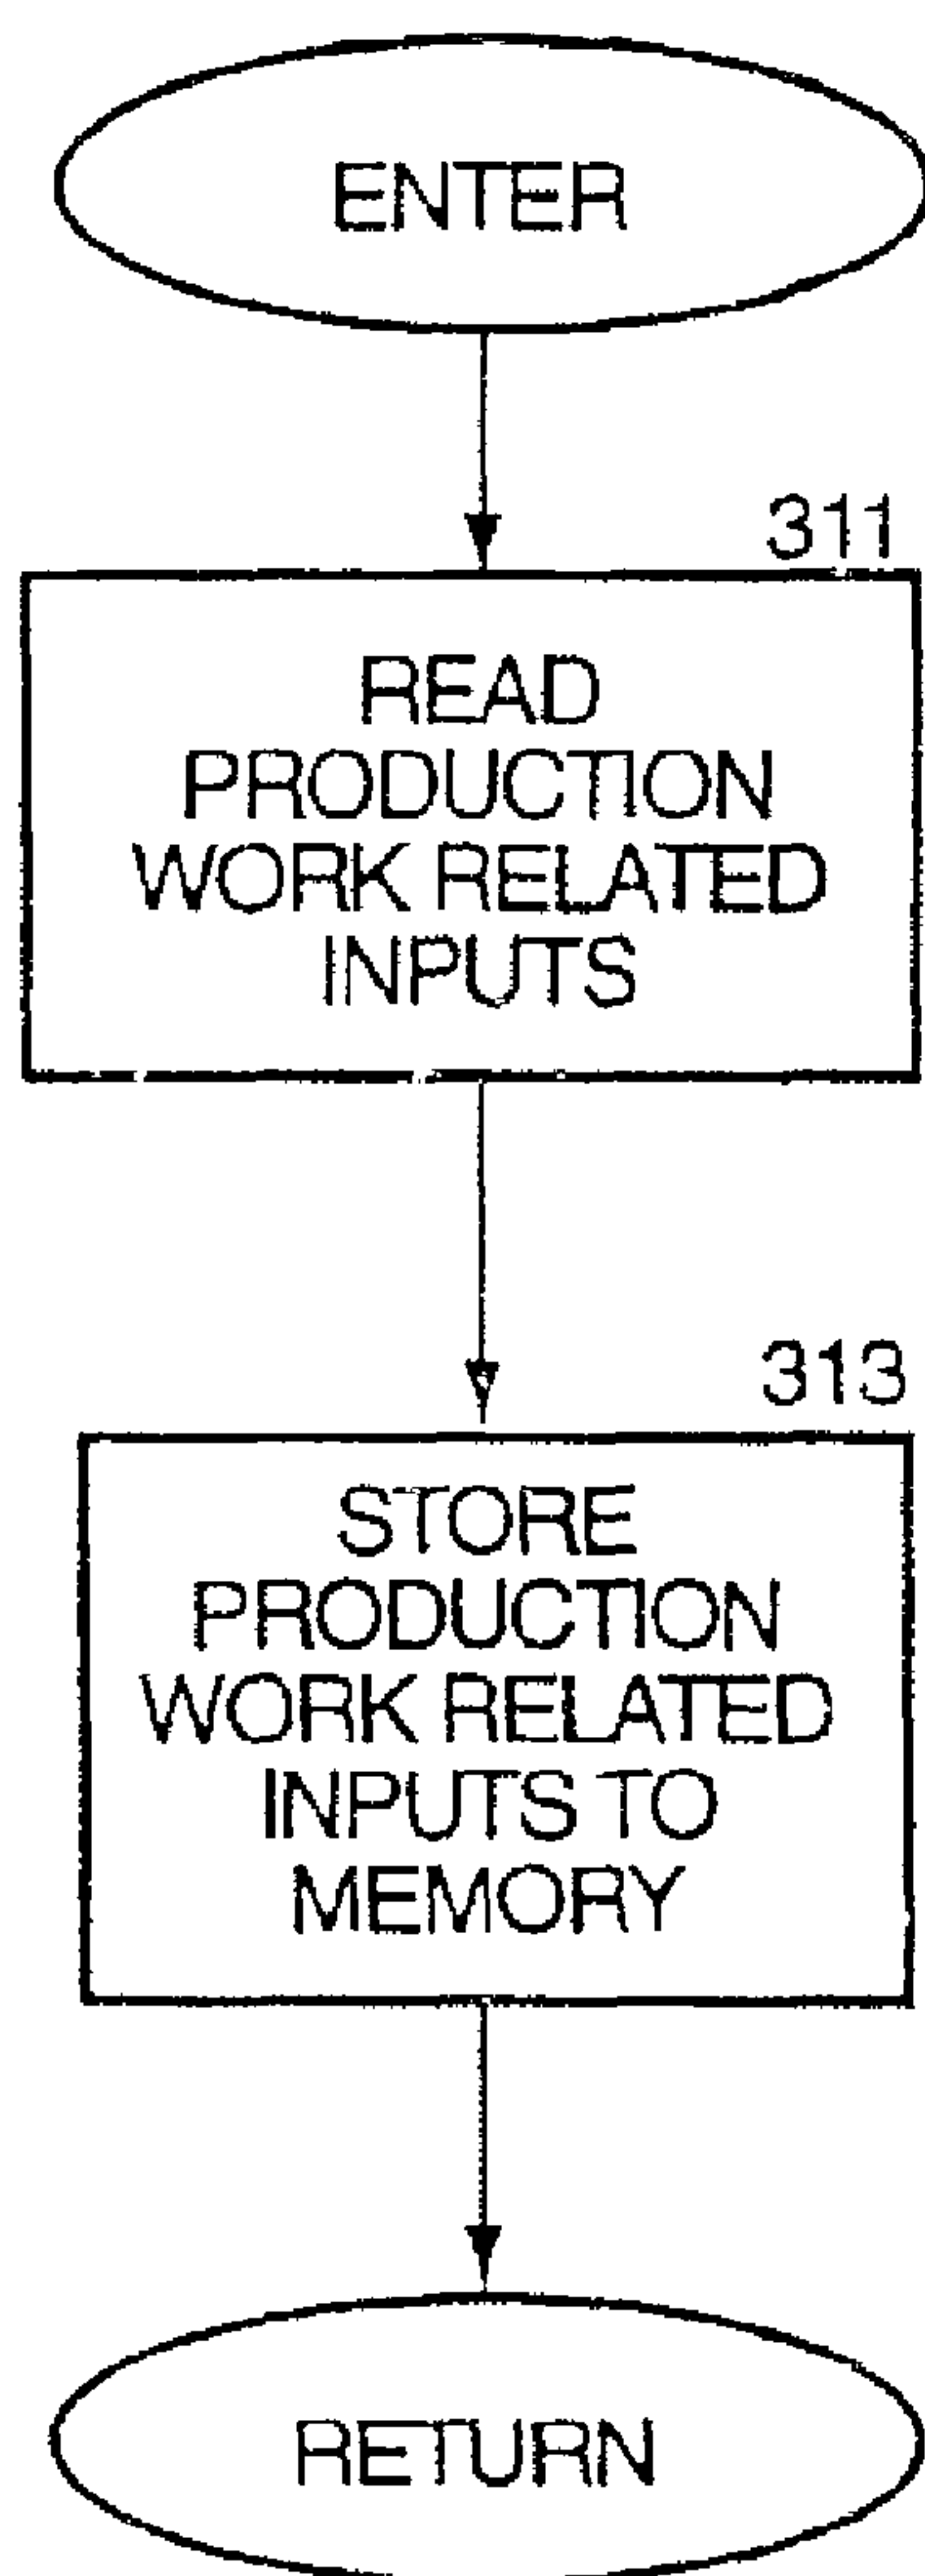 ENTER
311
READ
PRODUCTION
WORK RELATED
INPUTS
313
STORE
PRODUCTION
WORK RELATED
INPUTS TO
MEMORY
RETURN